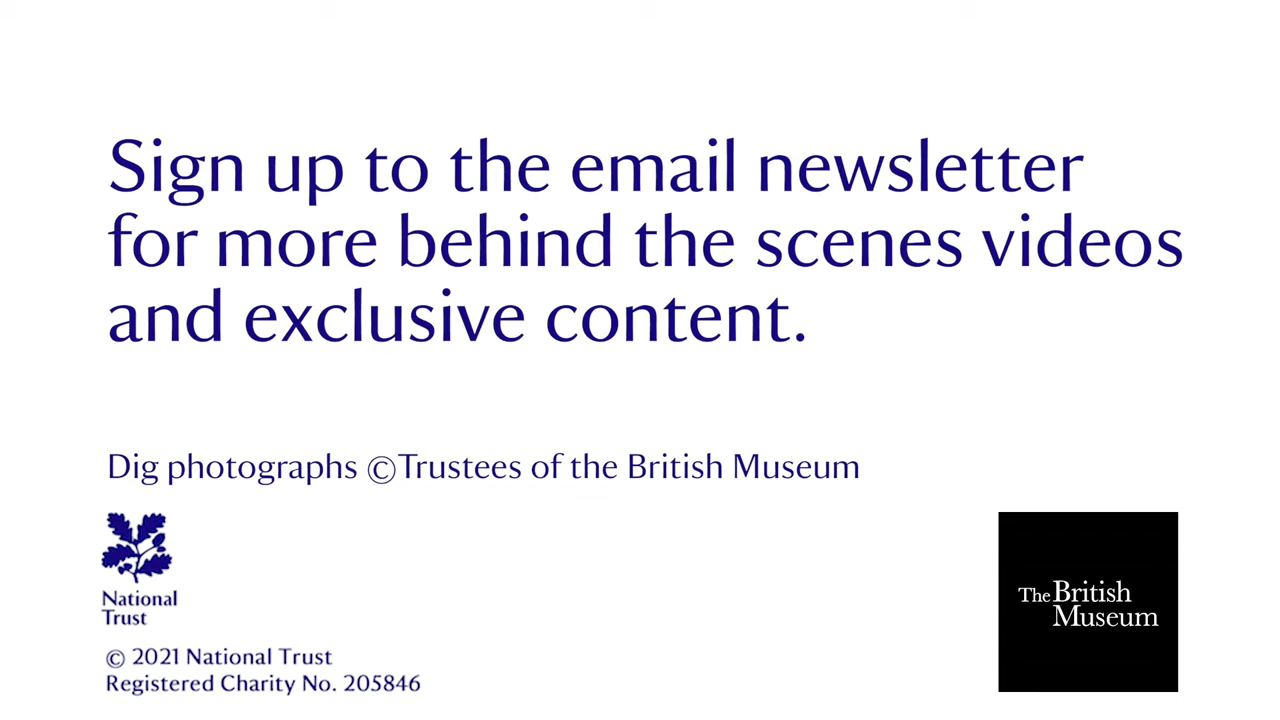 Sign up to the email newsletter
for more behind the scenes videos
and exclusive content.
Dig photographs ©Trustees of the British Museum
National
Trust
© 2021 National Trust
Registered Charity No. 205846
The British
Museum